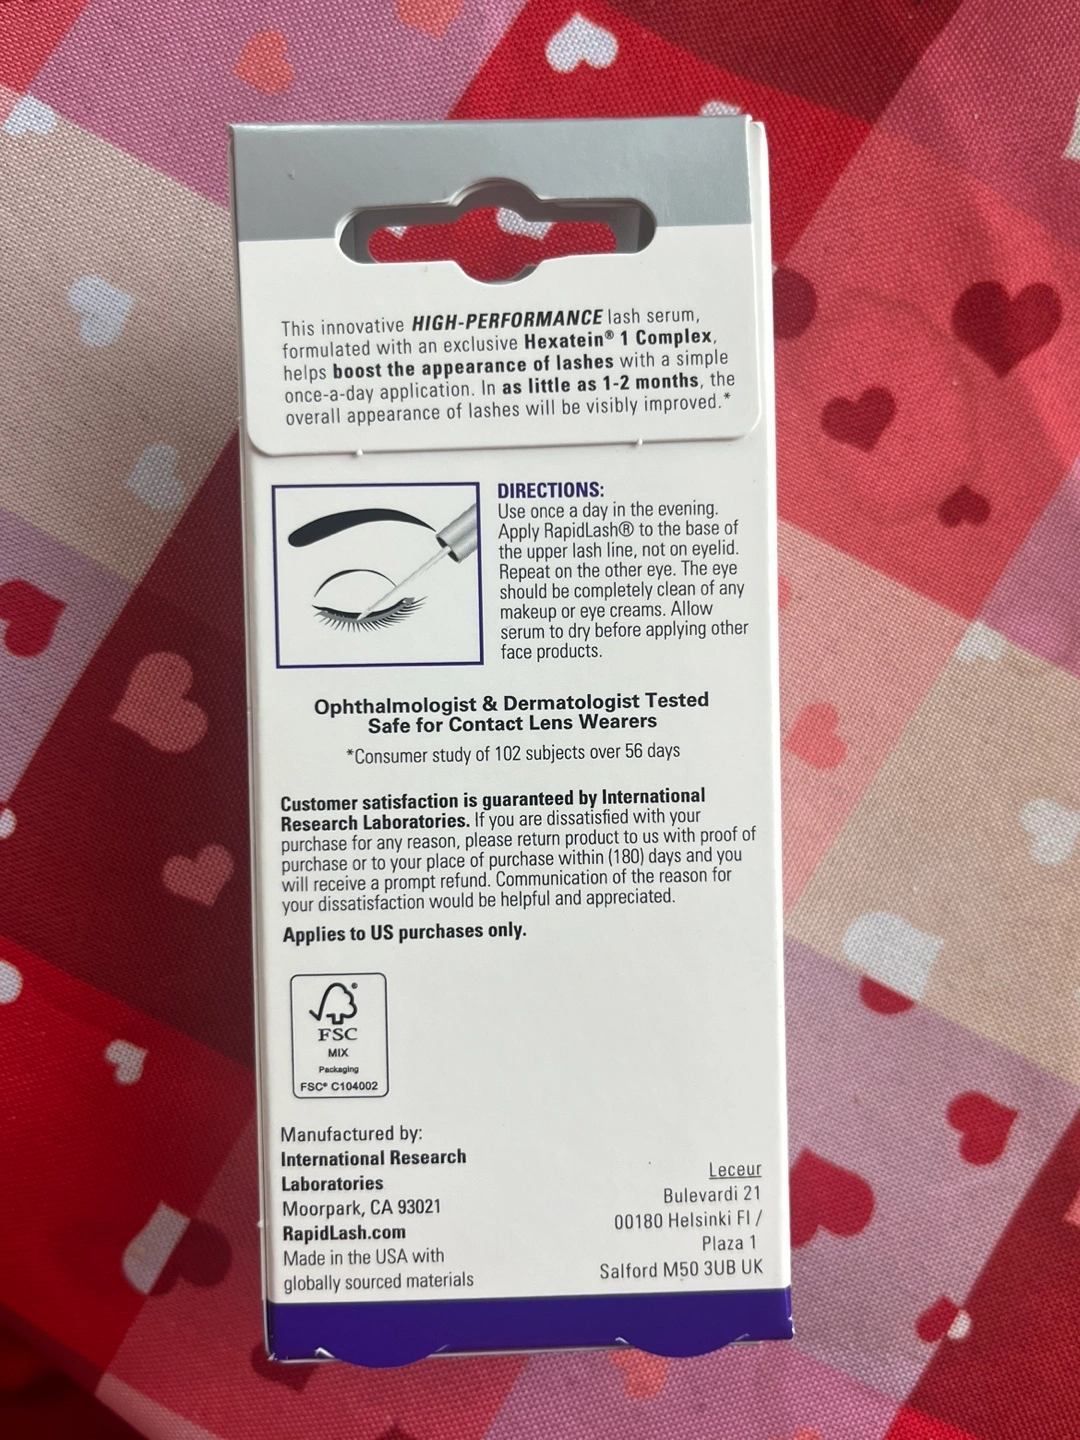 This innovative HIGH-PERFORMANCE lash serum,
formulated with an exclusive Hexatein® 1 Complex,
helps boost the appearance of lashes with a simple
once-a-day application. In as little as 1-2 months, the
overall appearance of lashes will be visibly improved.*
DIRECTIONS:
Use once a day in the evening.
Apply RapidLash® to the base of
the upper lash line, not on eyelid.
Repeat on the other eye. The eye
should be completely clean of any
makeup or eye creams. Allow
serum to dry before applying other
face products.
Ophthalmologist & Dermatologist Tested
Safe for Contact Lens Wearers
*Consumer study of 102 subjects over 56 days
Customer satisfaction is guaranteed by International
Research Laboratories. If you are dissatisfied with your
purchase for any reason, please return product to us with proof of
purchase or to your place of purchase within (180) days and you
will receive a prompt refund. Communication of the reason for
your dissatisfaction would be helpful and appreciated.
Applies to US purchases only.
FSC
MIX
Packaging
FSC® C104002
Manufactured by:
International Research
Laboratories
Moorpark, CA 93021
RapidLash.com
Made in the USA with
globally sourced materials
Leceur
Bulevardi 21
00180 Helsinki FI /
Plaza 1
Salford M50 3UB UK